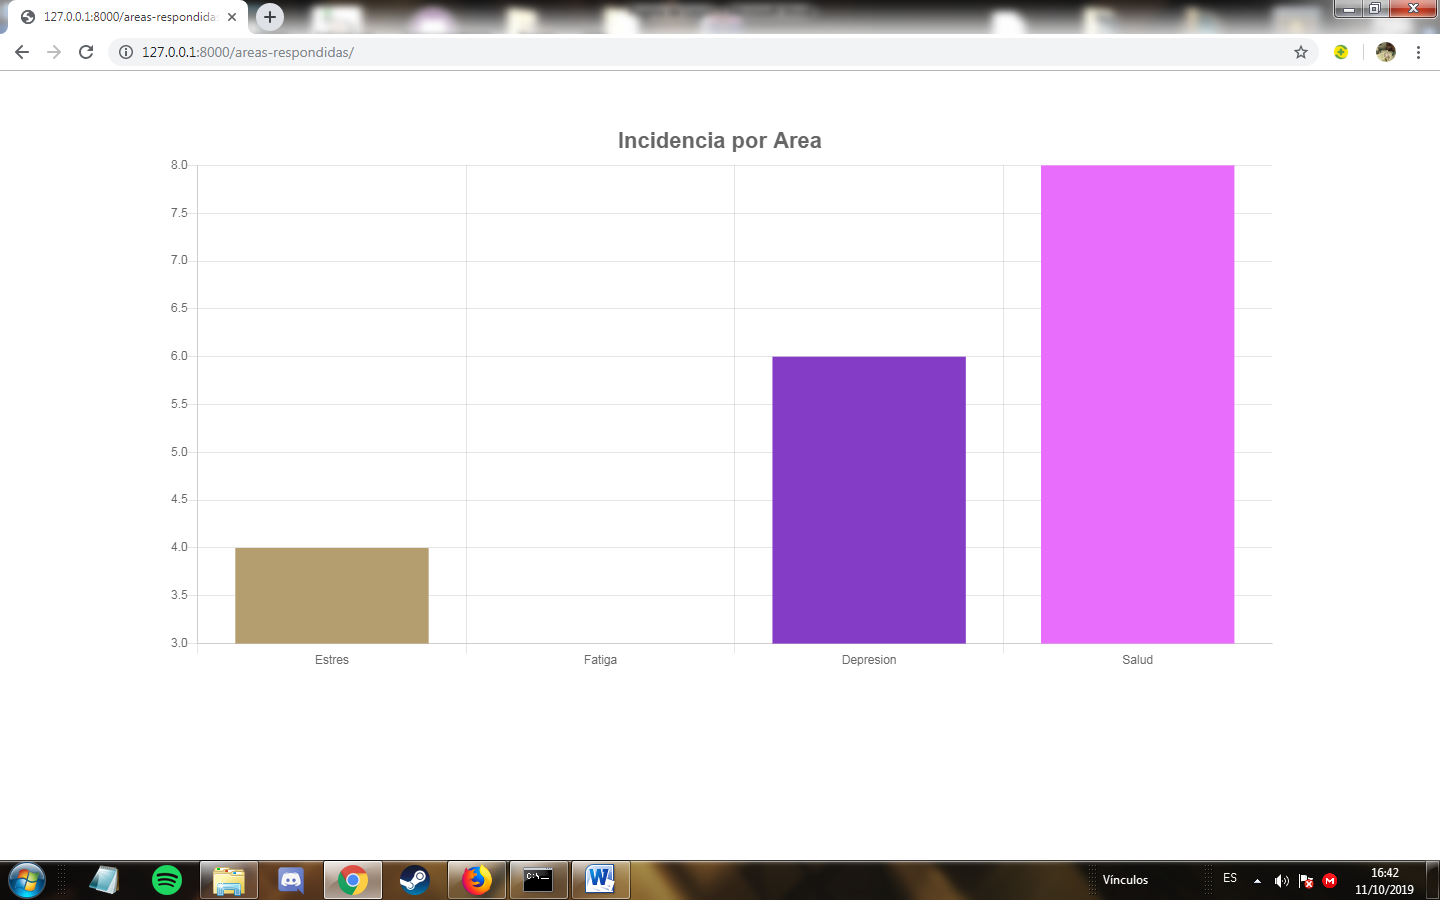 127.0.0.1:8000/areas-respondidas
127.0.0.1:8000/areas-respondidas/
Incidencia por Area
8.0
7.5
7.0
6.5
6.0
5.5
5.0
4.5
4.0
3.5
3.0
Estres Fatiga Depresion Salud
Vínculos
ES
16:42
11/10/2019